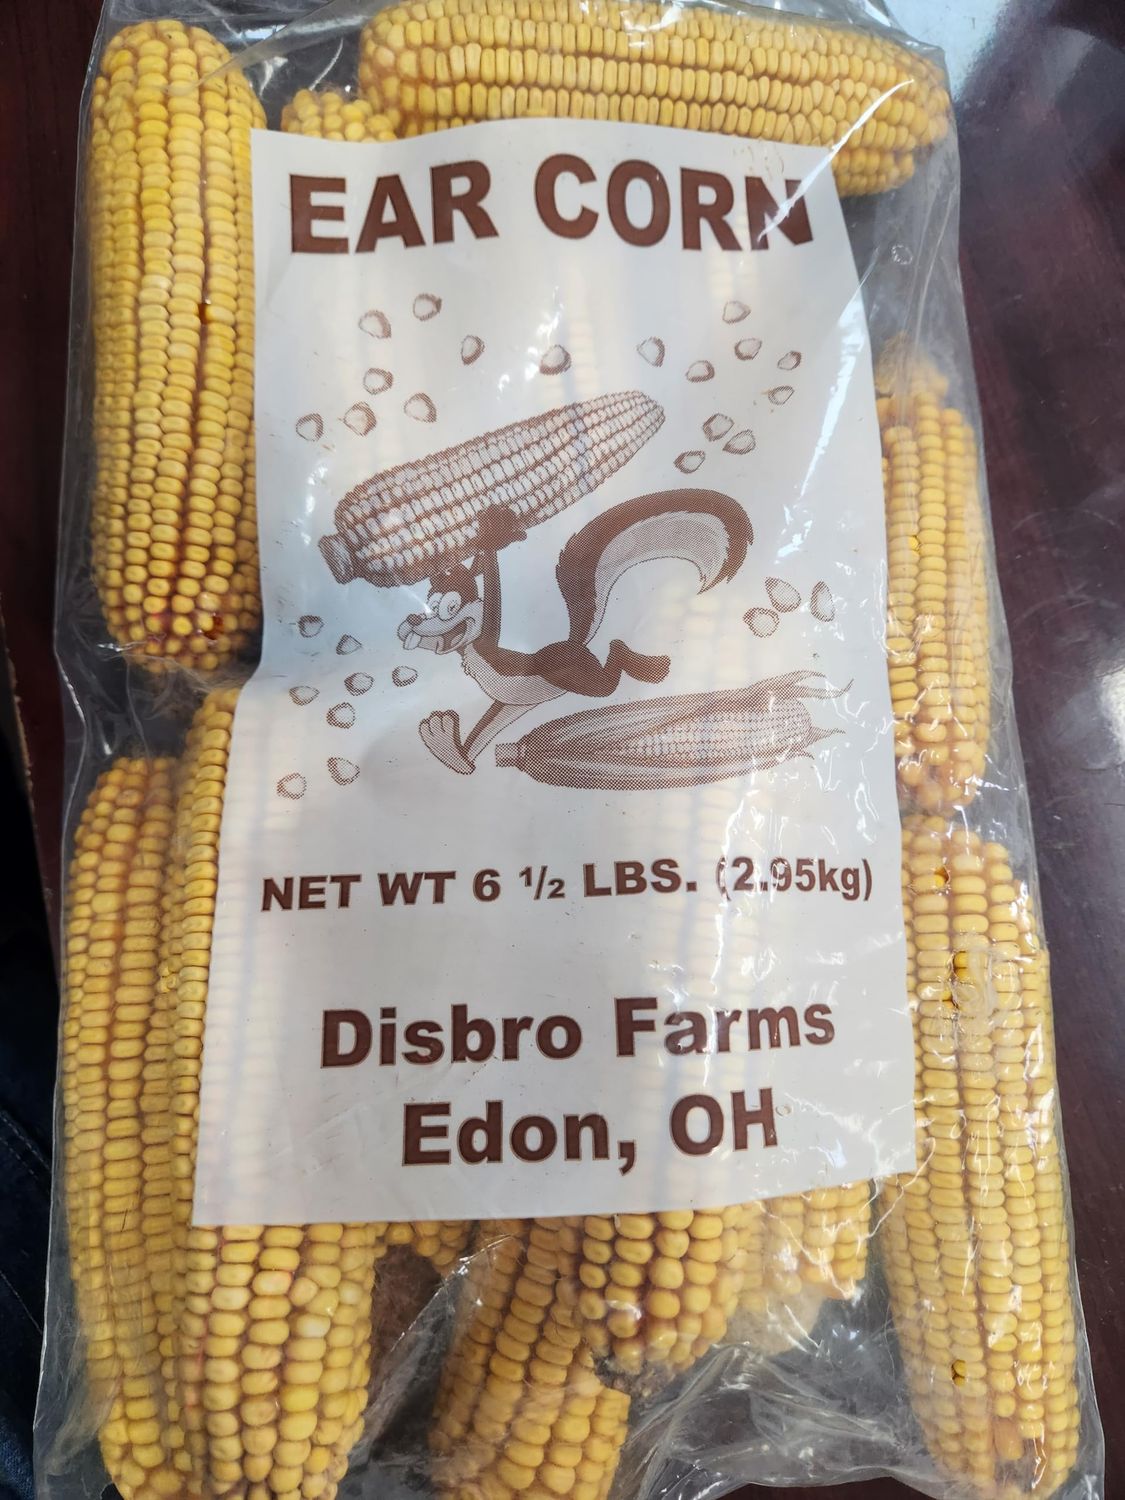 EAR CORN
NET WT 6 ½ LBS. (2.95kg)
Disbro Farms
Edon, OH